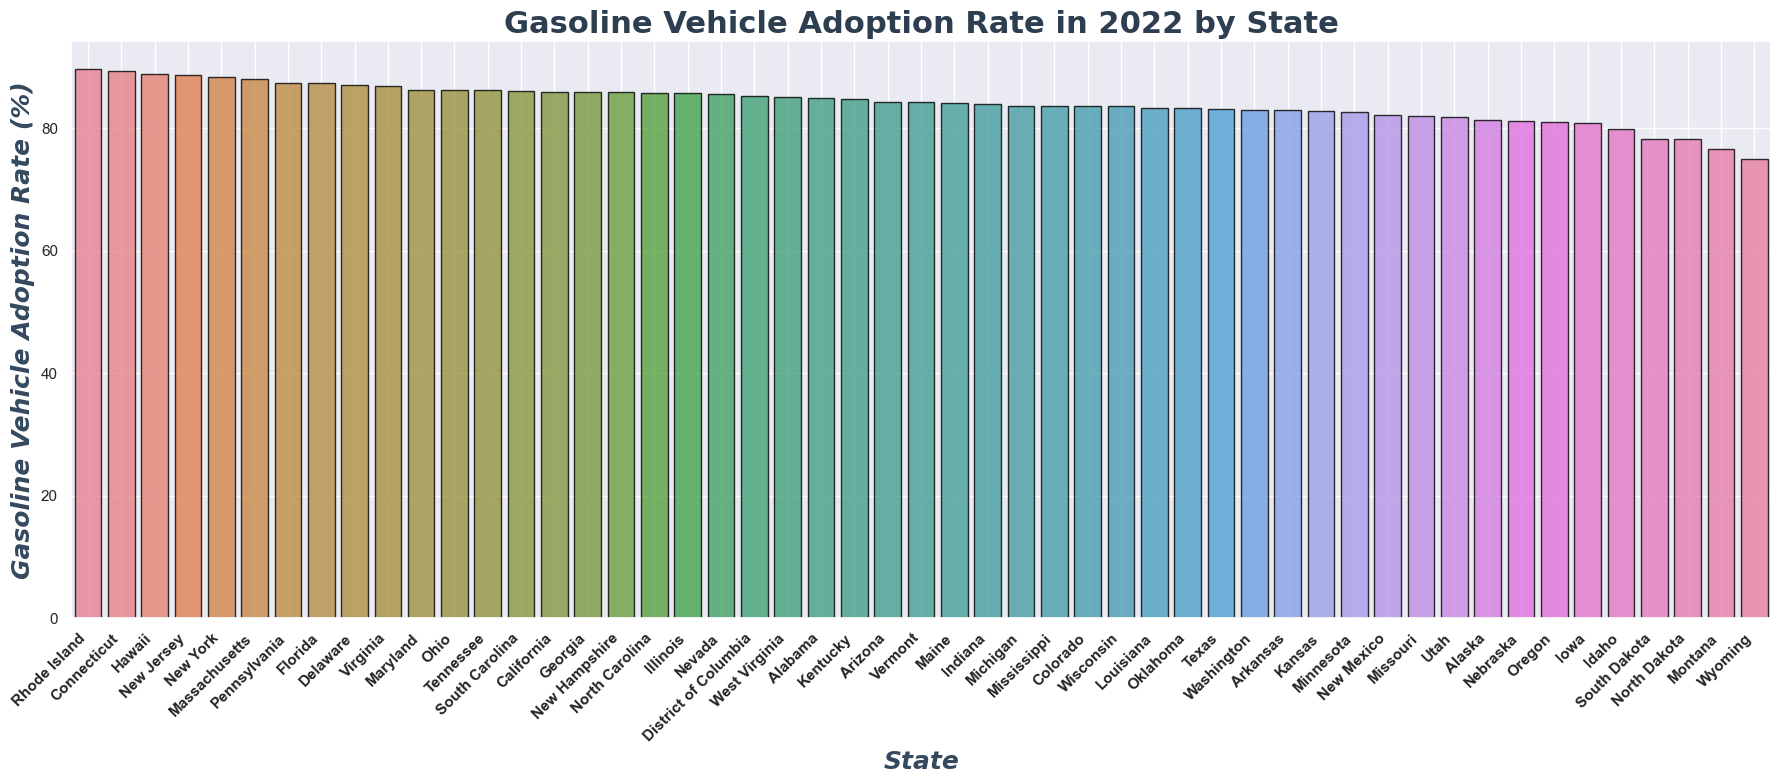 Gasoline Vehicle Adoption Rate in 2022 by State
Gasoline Vehicle Adoption Rate (%)
80
60
40
20
0
Rhode Island
Connecticut
Hawaii
New Jersey
New York
Massachusetts
Pennsylvania
Florida
Delaware
Virginia
Maryland
Ohio
Tennessee
South Carolina
California
Georgia
New Hampshire
North Carolina
Illinois
Nevada
District of Columbia
West Virginia
Alabama
Kentucky
Arizona
Vermont
Maine
Indiana
Michigan
Mississippi
Colorado
Wisconsin
Louisiana
Oklahoma
Texas
Washington
Arkansas
Kansas
Minnesota
New Mexico
Missouri
Utah
Alaska
Nebraska
Oregon
Iowa
Idaho
South Dakota
North Dakota
Montana
Wyoming
State